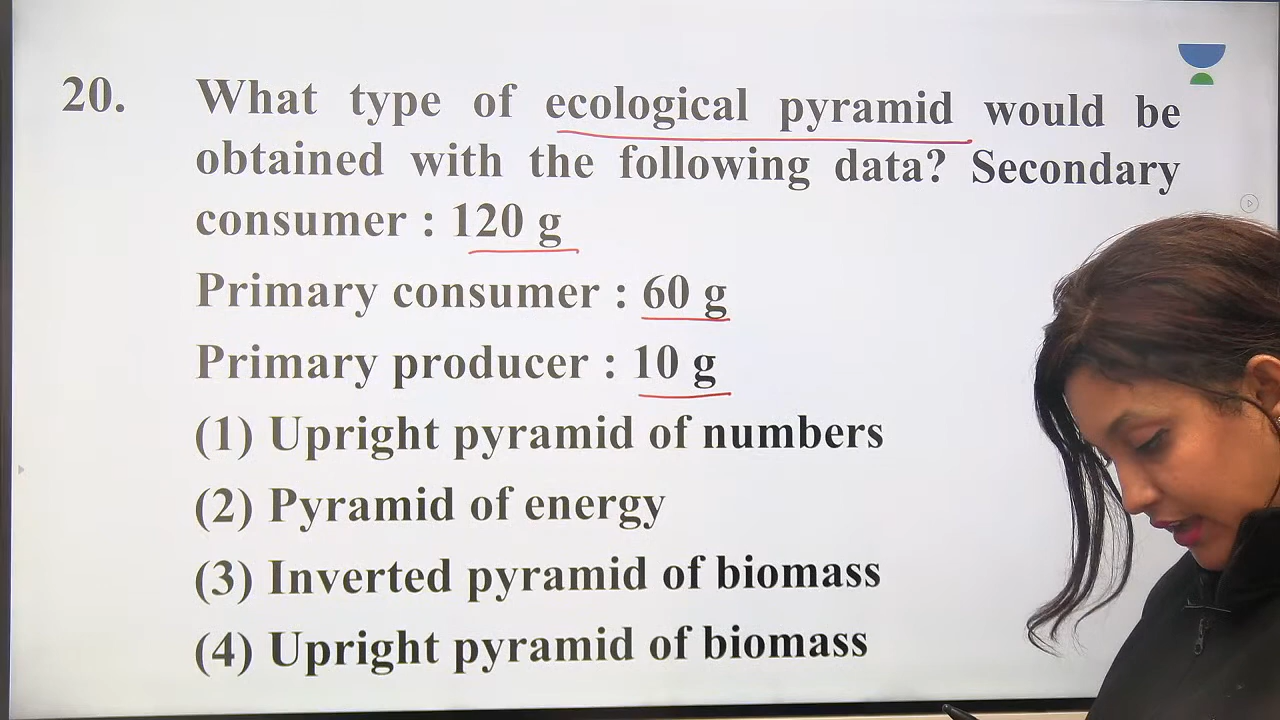 20. What type of ecological pyramid would be
obtained with the following data? Secondary
consumer : 120 g
Primary consumer : 60 g
Primary producer : 10 g
(1) Upright pyramid of numbers
(2) Pyramid of energy
(3) Inverted pyramid of biomass
(4) Upright pyramid of biomass